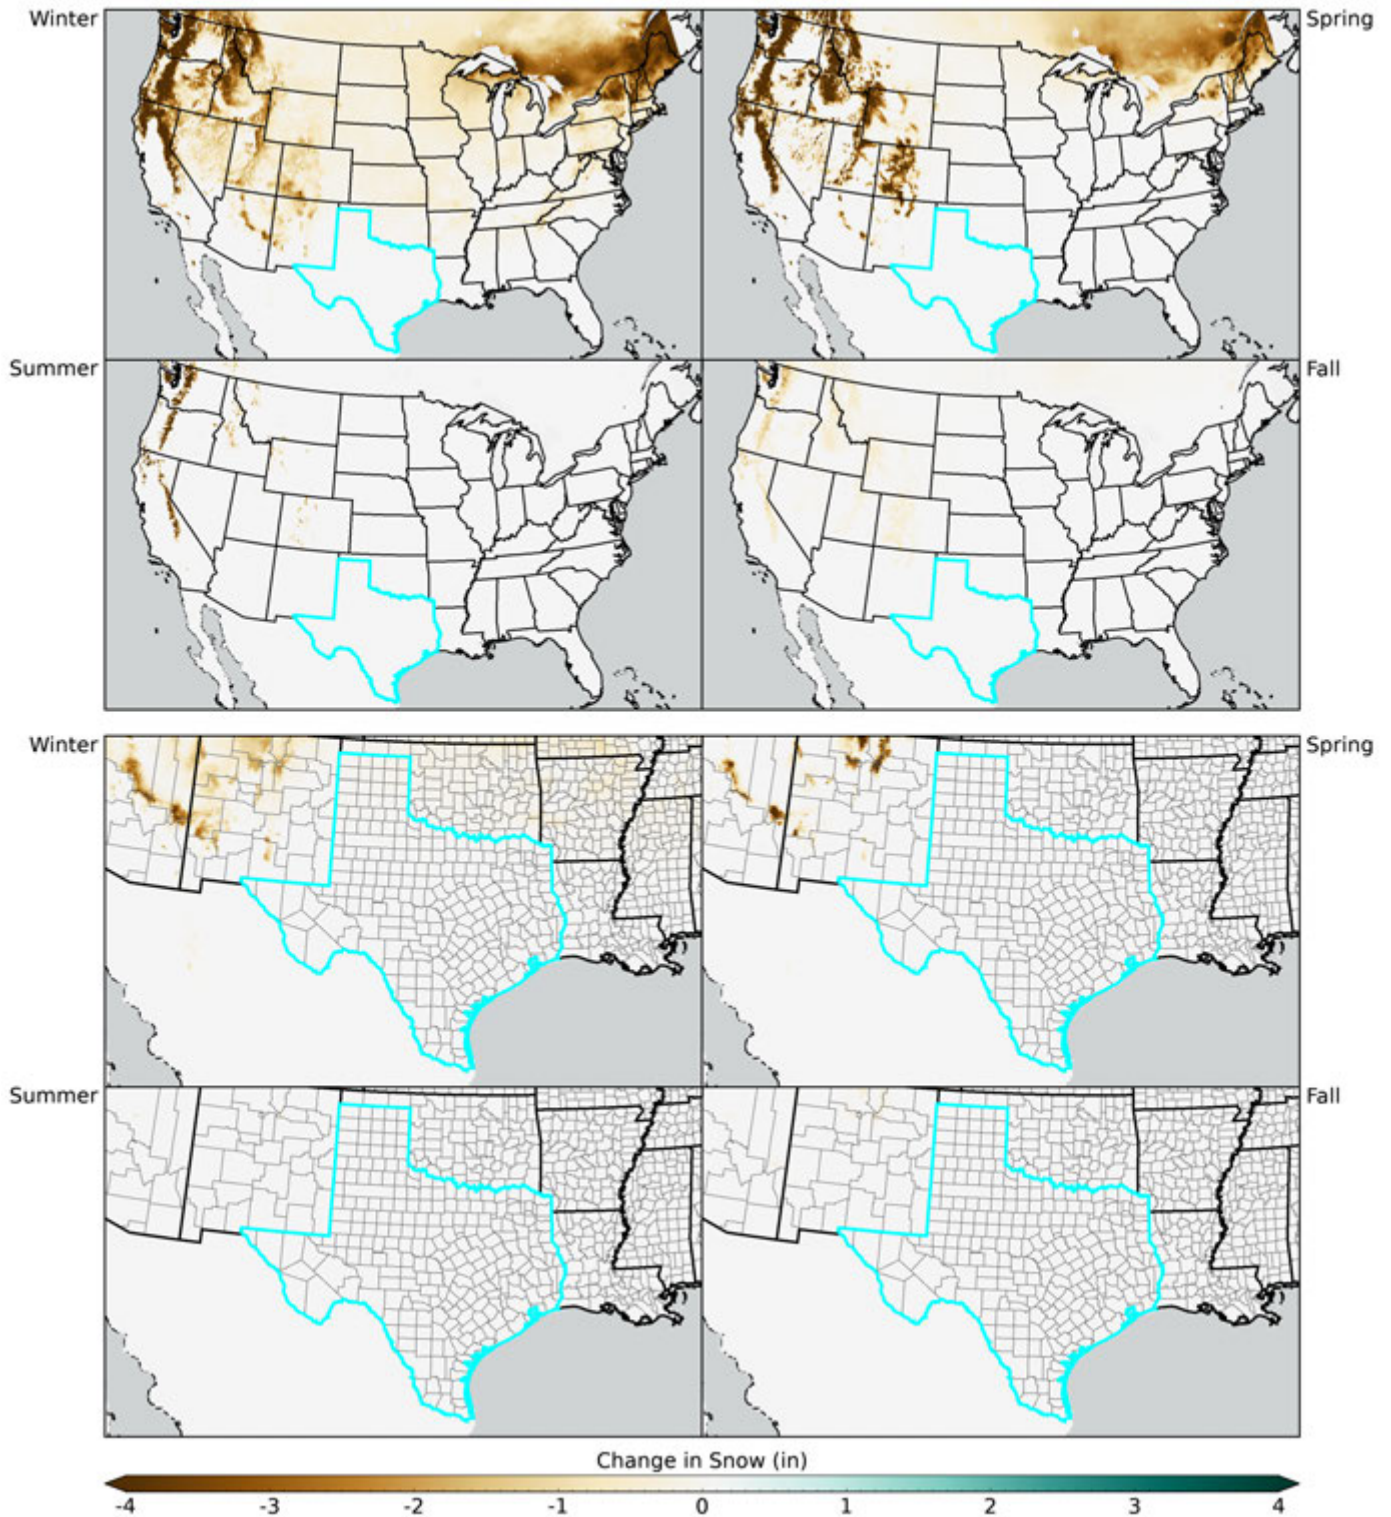 Winter
Spring
Summer
Fall
Winter
Spring
Summer
Fall
Change in Snow (in)
-4 -3 -2 -1 0 1 2 3 4